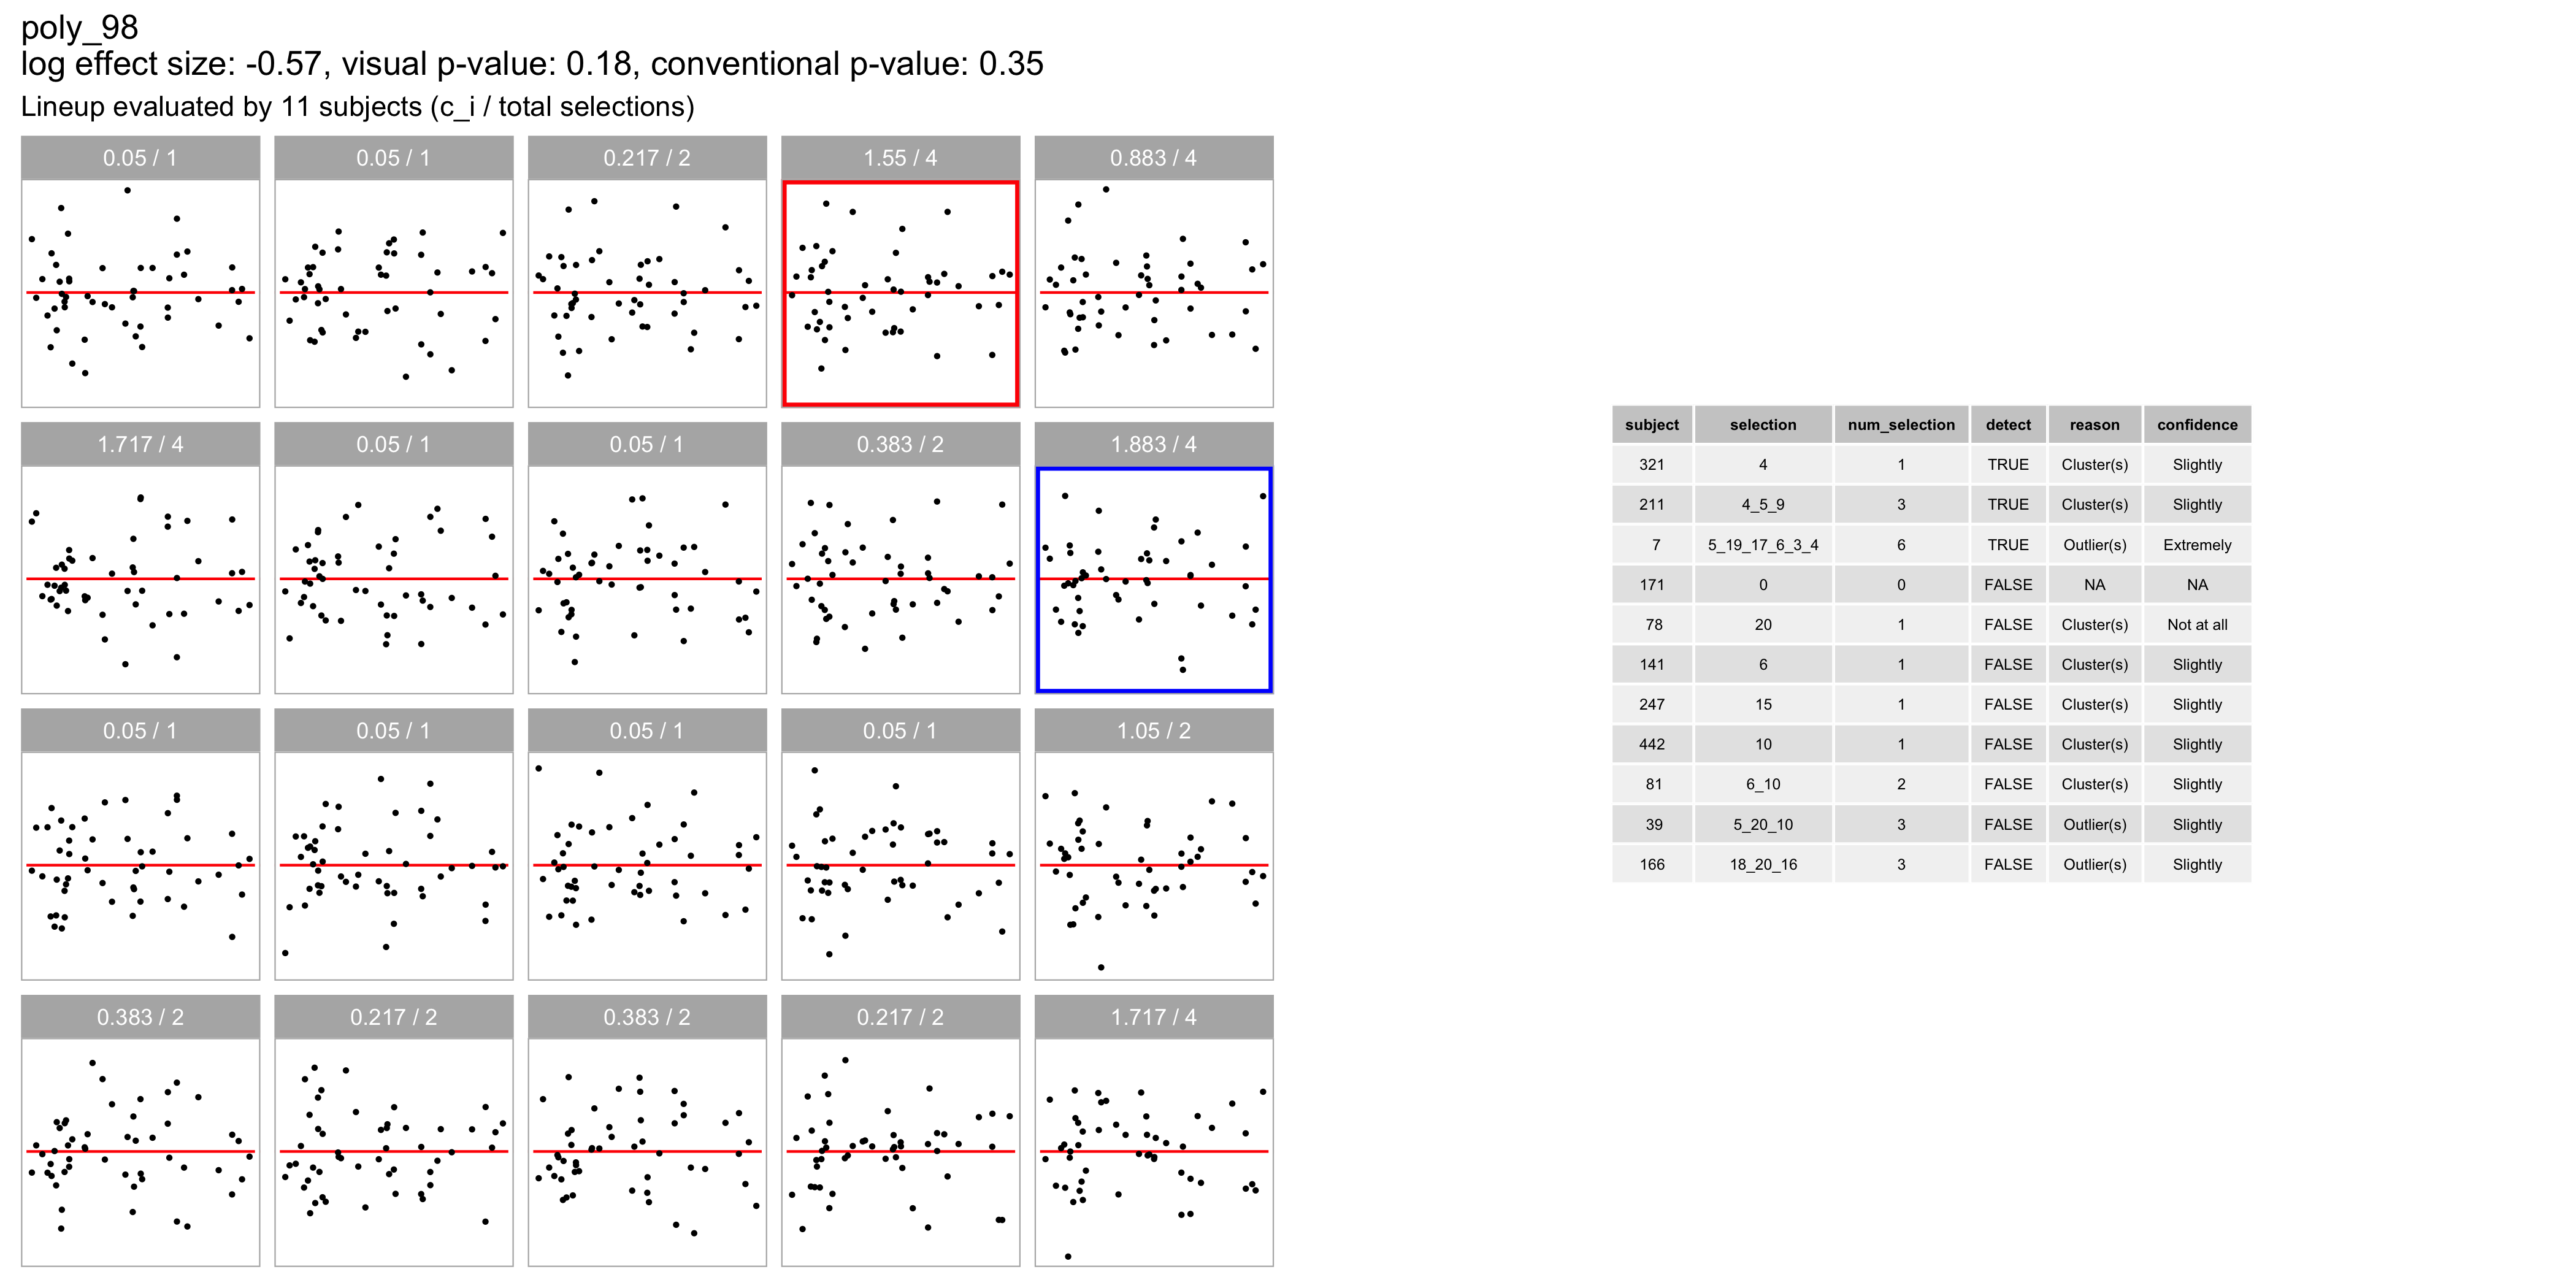 poly_98
log effect size: -0.57, visual p-value: 0.18, conventional p-value: 0.35
Lineup evaluated by 11 subjects (c_i / total selections)
0.05 / 1 0.05 / 1 0.217 / 2 1.55 / 4 0.883 / 4
1.717 / 4 0.05 / 1 0.05 / 1 0.383 / 2 1.883 / 4
0.05 / 1 0.05 / 1 0.05 / 1 0.05 / 1 1.05 / 2
0.383 / 2 0.217 / 2 0.383 / 2 0.217 / 2 1.717 / 4
subject selection num_selection detect reason confidence
321 4 1 TRUE Cluster(s) Slightly
211 4_5_9 3 TRUE Cluster(s) Slightly
7 5_19_17_6_3_4 6 TRUE Outlier(s) Extremely
171 0 0 FALSE NA NA
78 20 1 FALSE Cluster(s) Not at all
141 6 1 FALSE Cluster(s) Slightly
247 15 1 FALSE Cluster(s) Slightly
442 10 1 FALSE Cluster(s) Slightly
81 6_10 2 FALSE Cluster(s) Slightly
39 5_20_10 3 FALSE Outlier(s) Slightly
166 18_20_16 3 FALSE Outlier(s) Slightly